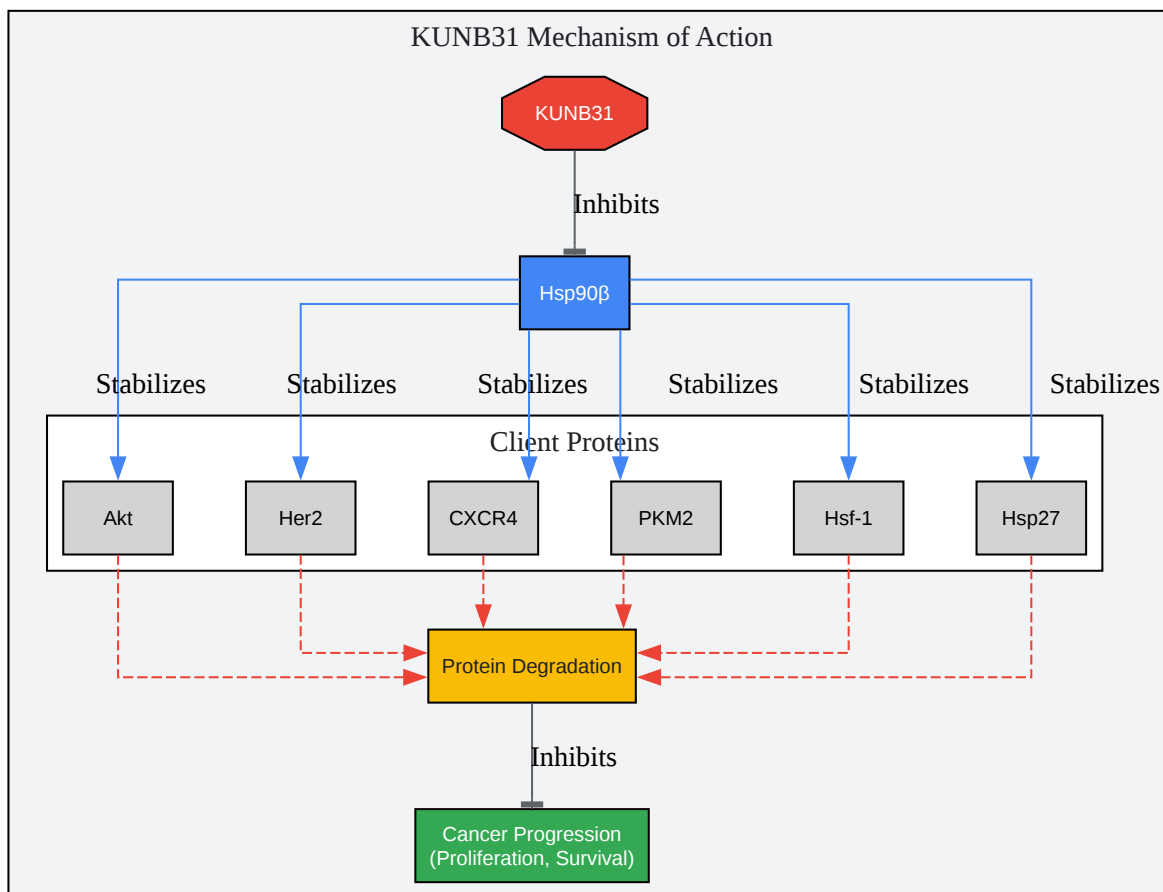 KUNB31 Mechanism of Action
KUNB31
Inhibits
Hsp90β
Stabilizes
Stabilizes
Stabilizes
Stabilizes
Stabilizes
Stabilizes
Client Proteins
Akt
Her2
CXCR4
PKM2
Hsf-1
Hsp27
Protein Degradation
Inhibits
Cancer Progression
(Proliferation, Survival)